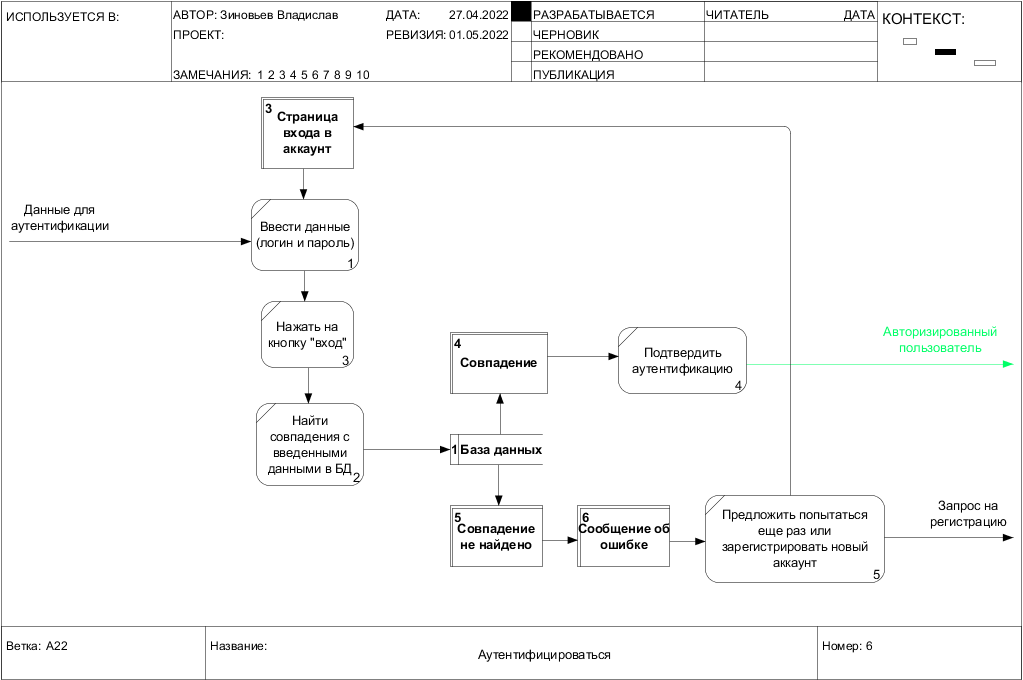 ИСПОЛЬЗУЕТСЯ В:
АВТОР: Зиновьев Владислав
ДАТА: 27.04.2022
ПРОЕКТ:
РЕВИЗИЯ: 01.05.2022
ЗАМЕЧАНИЯ: 1 2 3 4 5 6 7 8 9 10
РАЗРАБАТЫВАЕТСЯ
ЧЕРНОВИК
РЕКОМЕНДОВАНО
ПУБЛИКАЦИЯ
ЧИТАТЕЛЬ
ДАТА
КОНТЕКСТ:
3
Страница
входа в
аккаунт
Данные для
аутентификации
Ввести данные
(логин и пароль)
1
Нажать на
кнопку "вход"
3
Найти
совпадения с
введенными
данными в БД
2
4
Совпадение
Подтвердить
аутентификацию
4
Авторизированный
пользователь
1
База данных
5
Совпадение
не найдено
6
Сообщение об
ошибке
Предложить попытаться
еще раз или
зарегистрировать новый
аккаунт
5
Запрос на
регистрацию
Ветка: A22
Название:
Аутентифицироваться
Номер: 6